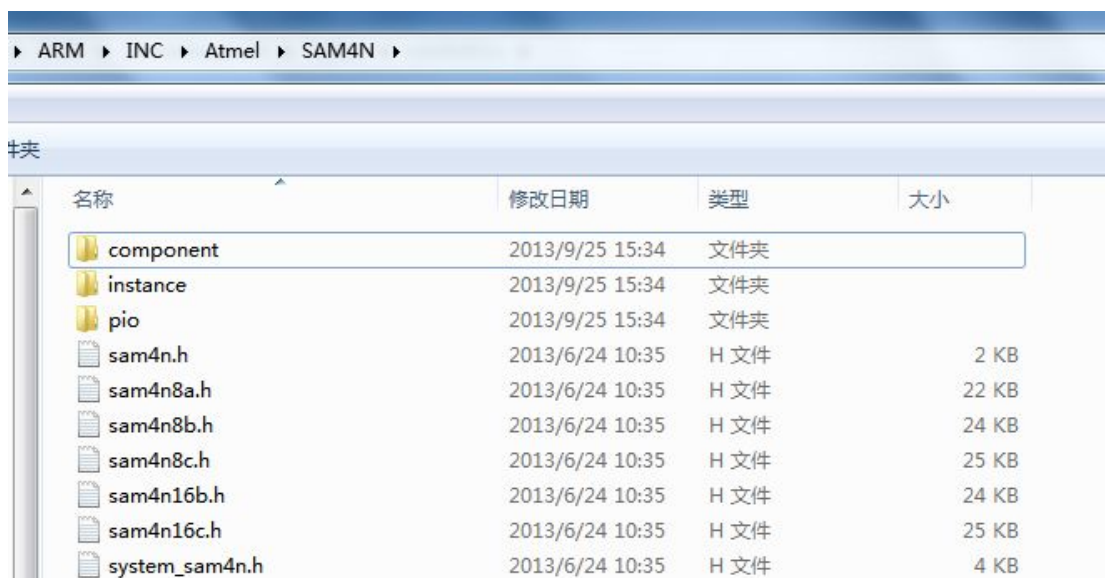 ARM ▸ INC ▸ Atmel ▸ SAM4N ▸
件夹
名称 修改日期 类型 大小
component 2013/9/25 15:34 文件夹
instance 2013/9/25 15:34 文件夹
pio 2013/9/25 15:34 文件夹
sam4n.h 2013/6/24 10:35 H 文件 2 KB
sam4n8a.h 2013/6/24 10:35 H 文件 22 KB
sam4n8b.h 2013/6/24 10:35 H 文件 24 KB
sam4n8c.h 2013/6/24 10:35 H 文件 25 KB
sam4n16b.h 2013/6/24 10:35 H 文件 24 KB
sam4n16c.h 2013/6/24 10:35 H 文件 25 KB
system_sam4n.h 2013/6/24 10:35 H 文件 4 KB